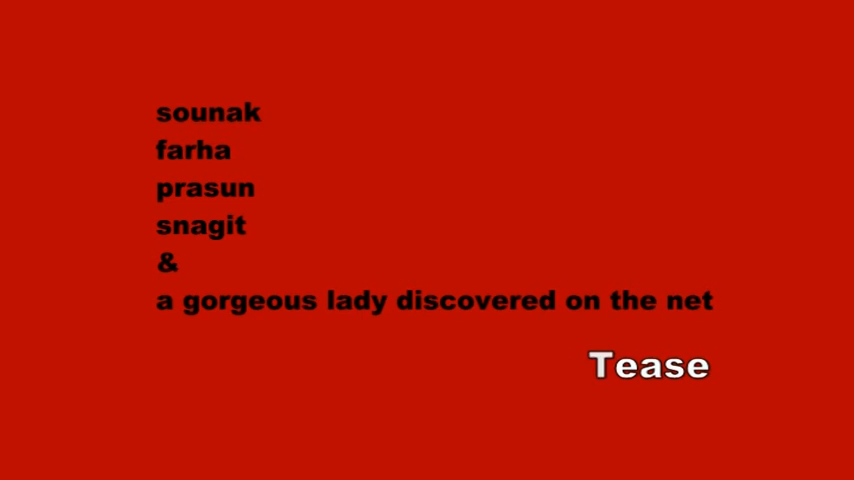 sounak
farha
prasun
snagit
&
a gorgeous lady discovered on the net
Tease